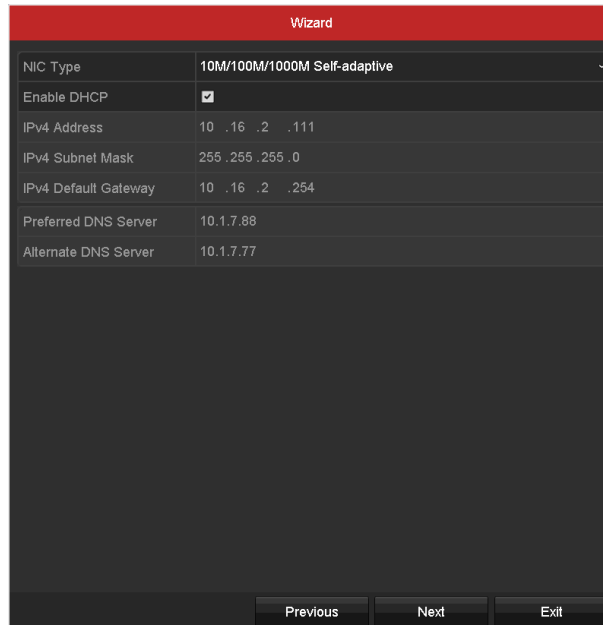 Wizard
NIC Type 10M/100M/1000M Self-adaptive
Enable DHCP
IPv4 Address 10 .16 .2 .111
IPv4 Subnet Mask 255.255.255.0
IPv4 Default Gateway 10 .16 .2 .254
Preferred DNS Server 10.1.7.88
Alternate DNS Server 10.1.7.77
Previous Next Exit